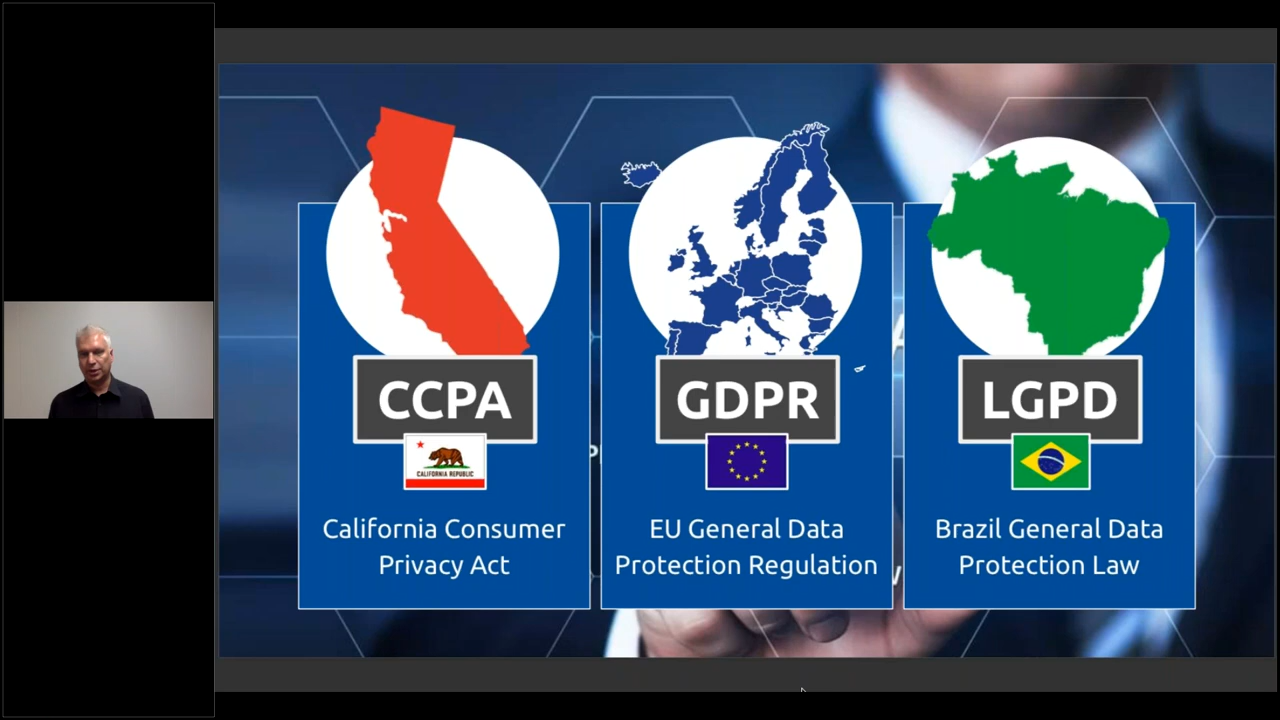 CCPA
CALIFORNIA REPUBLIC
California Consumer
Privacy Act
GDPR
EU General Data
Protection Regulation
LGPD
Brazil General Data
Protection Law